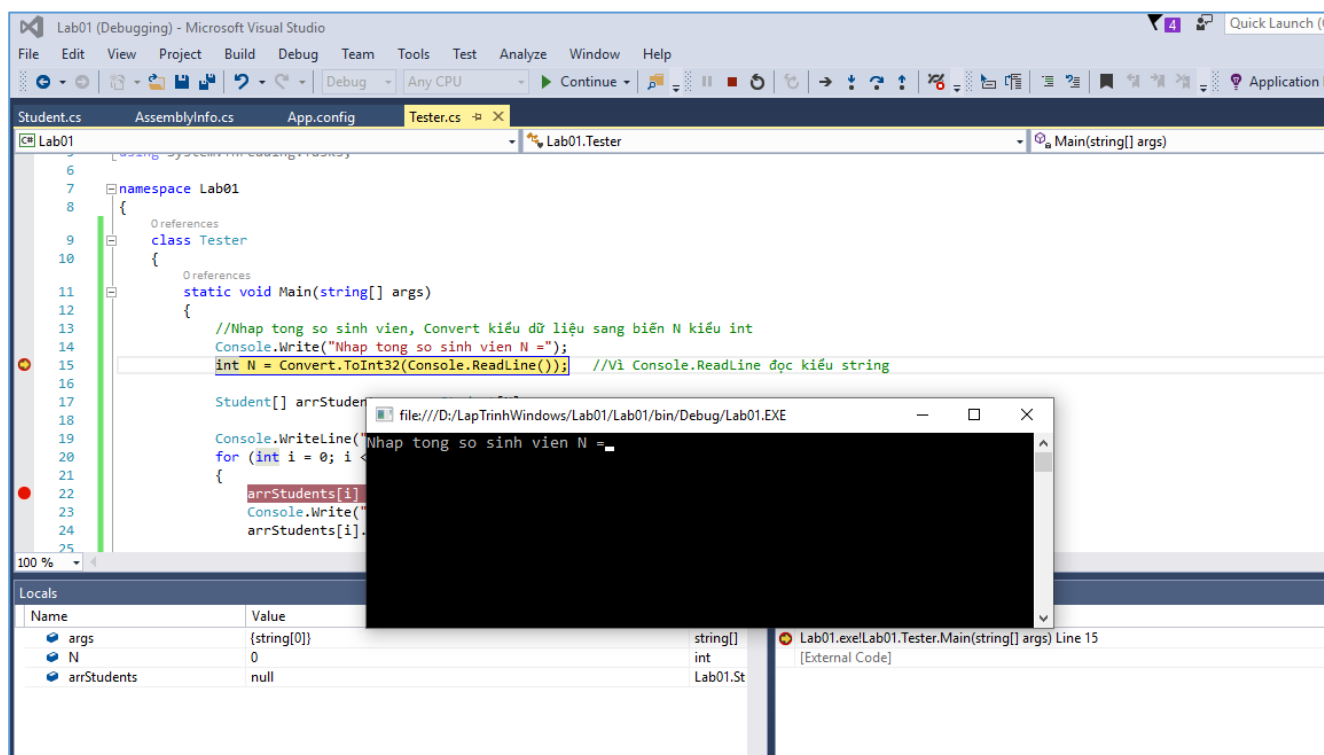 Lab01 (Debugging) - Microsoft Visual Studio
4
Quick Launch (
File Edit View Project Build Debug Team Tools Test Analyze Window Help
Debug Any CPU Continue Application
Student.cs AssemblyInfo.cs App.config Tester.cs
C# Lab01 Lab01.Tester Main(string[] args)
using System.Threading.Tasks;
6
7 namespace Lab01
8 {
0 references
9 class Tester
10 {
0 references
11 static void Main(string[] args)
12 {
13 //Nhap tong so sinh vien, Convert kiểu dữ liệu sang biến N kiểu int
14 Console.Write("Nhap tong so sinh vien N =");
15 int N = Convert.ToInt32(Console.ReadLine()); //Vì Console.ReadLine đọc kiểu string
16
17 Student[] arrStuden
18
19 Console.WriteLine("
20 for (int i = 0; i <
21 {
22 arrStudents[i]
23 Console.Write("
24 arrStudents[i].
25
file:///D:/LapTrinhWindows/Lab01/Lab01/bin/Debug/Lab01.EXE
Nhap tong so sinh vien N =
100 %
Locals
Name Value
args {string[0]} string[]
N 0 int
arrStudents null Lab01.St
Lab01.exe!Lab01.Tester.Main(string[] args) Line 15
[External Code]